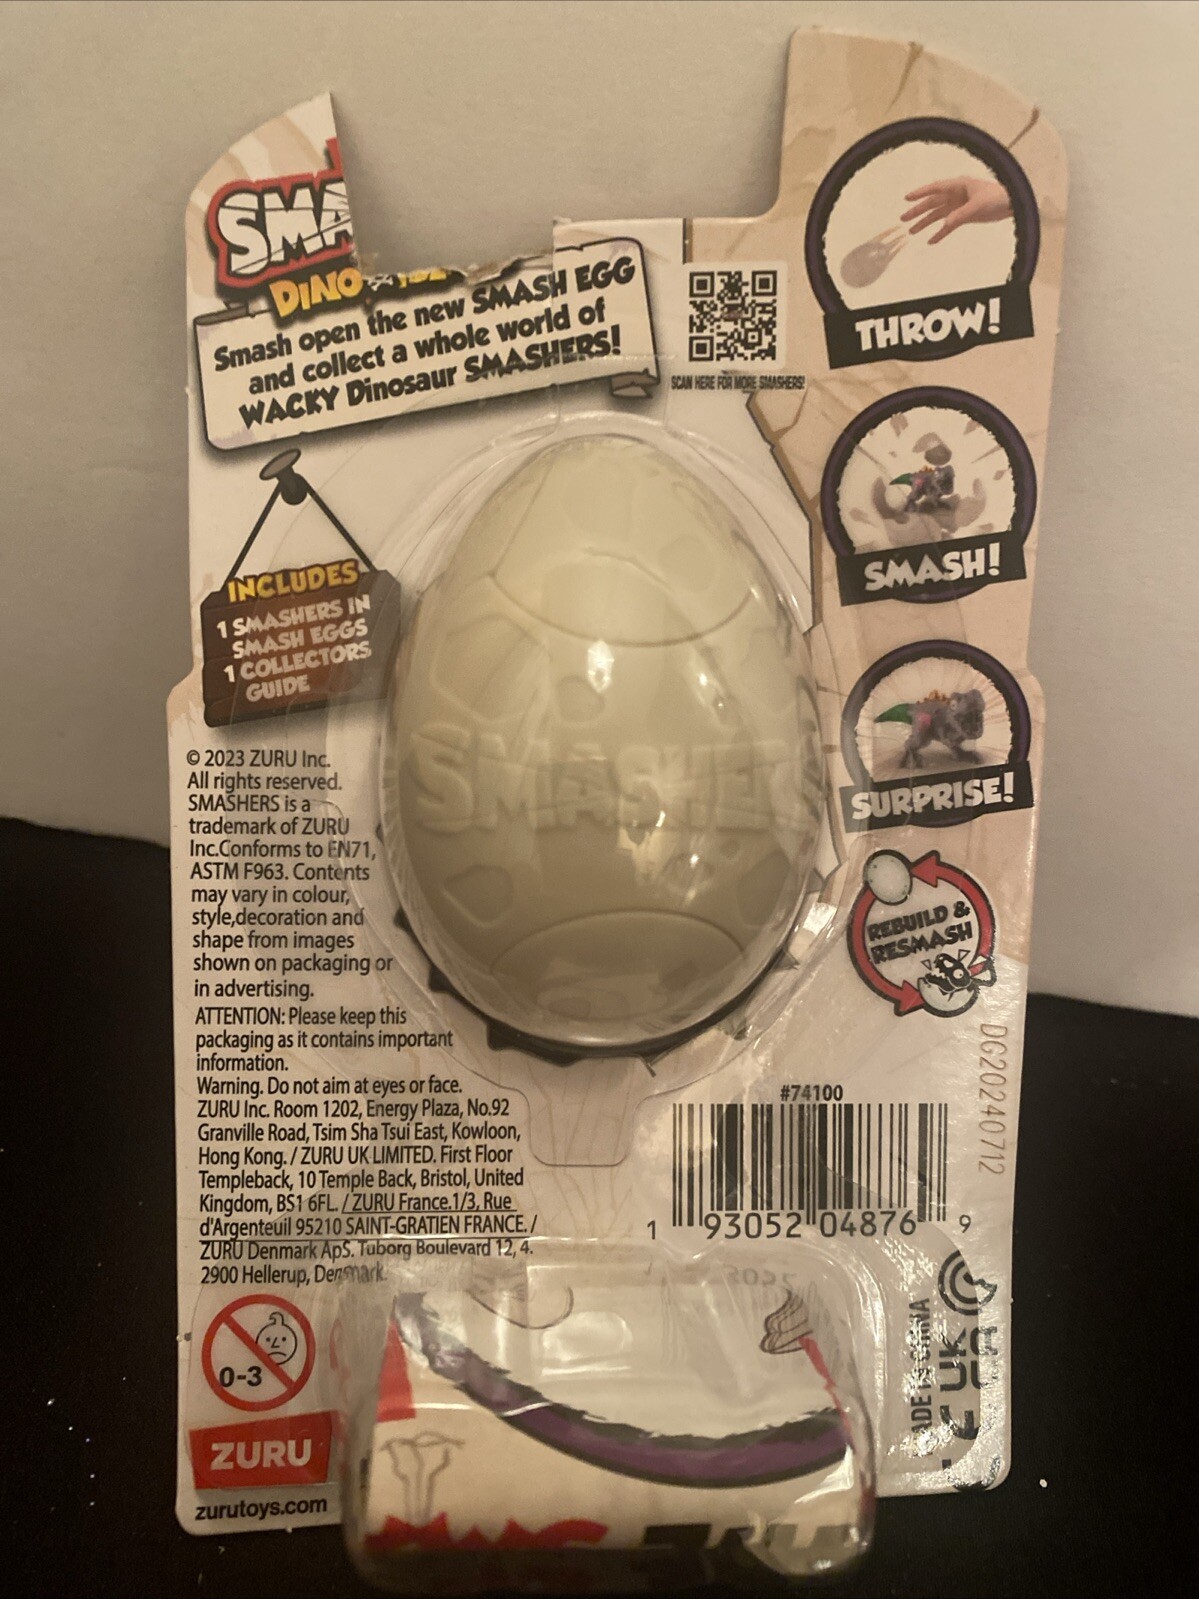 SMA
DINO
Smash open the new SMASH EGG
and collect a whole world of
WACKY Dinosaur SMASHERS!
SCAN HERE FOR MORE SMASHERS!
THROW!
SMASH!
SURPRISE!
REBUILD &
RESMASH
INCLUDES
1 SMASHERS IN
SMASH EGGS
1 COLLECTORS
GUIDE
SMASHERS
© 2023 ZURU Inc.
All rights reserved.
SMASHERS is a
trademark of ZURU
Inc.Conforms to EN71,
ASTM F963. Contents
may vary in colour,
style,decoration and
shape from images
shown on packaging or
in advertising.
ATTENTION: Please keep this
packaging as it contains important
information.
Warning. Do not aim at eyes or face.
ZURU Inc. Room 1202, Energy Plaza, No.92
Granville Road, Tsim Sha Tsui East, Kowloon,
Hong Kong. / ZURU UK LIMITED. First Floor
Templeback, 10 Temple Back, Bristol, United
Kingdom, BS1 6FL. / ZURU France.1/3, Rue
d'Argenteuil 95210 SAINT-GRATIEN FRANCE. /
ZURU Denmark ApS. Tuborg Boulevard 12, 4.
2900 Hellerup, Denmark.
DG20240712
#74100
1 93052 04876 9
MADE IN CHINA
UK
CA
0-3
ZURU
zurutoys.com